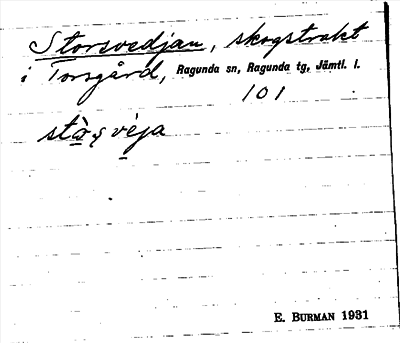 Storsvedjan, skogstrakt
i Torsgård, Ragunda sn, Ragunda tg, Jämtl. l.
101
E. BURMAN 1931